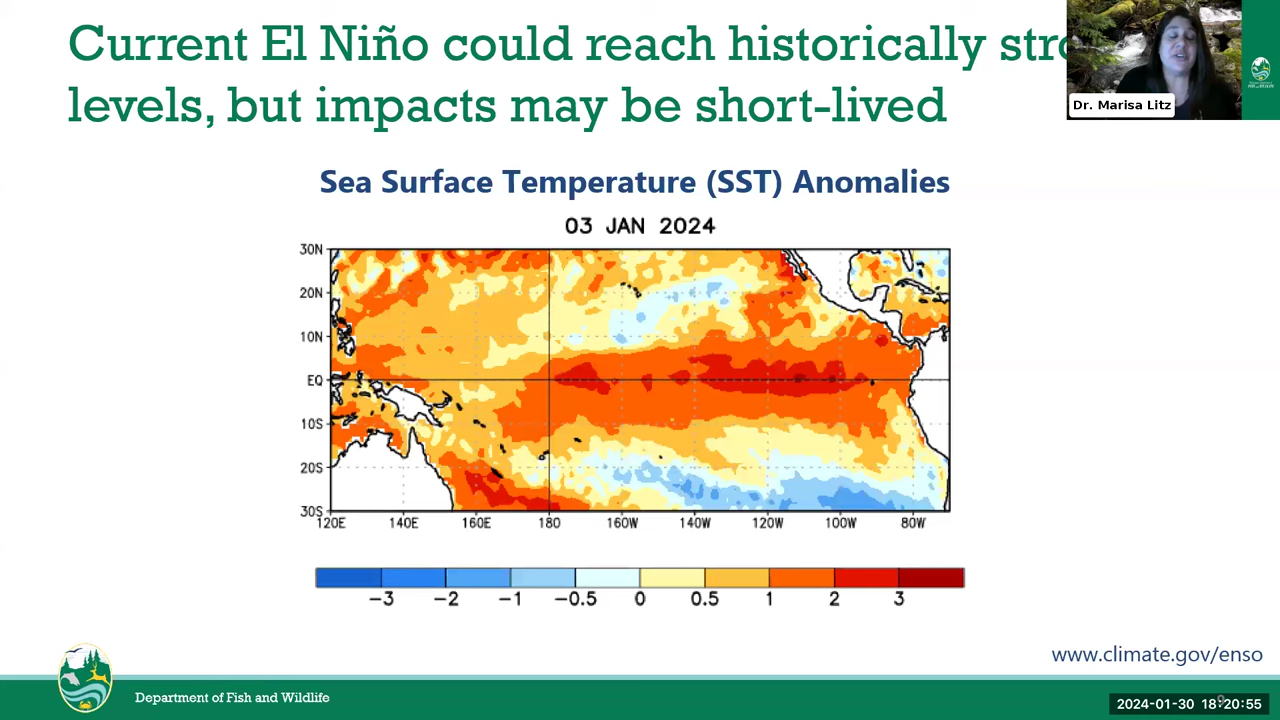 Current El Niño could reach historically
levels, but impacts may be short-lived
Dr. Marisa Litz
Sea Surface Temperature (SST) Anomalies
03 JAN 2024
30N
20N
10N
EQ
10S
20S
30S
120E 140E 160E 180 160W 140W 120W 100W 80W
-3 -2 -1 -0.5 0 0.5 1 2 3
www.climate.gov/enso
Department of Fish and Wildlife
2024-01-30 18:20:55